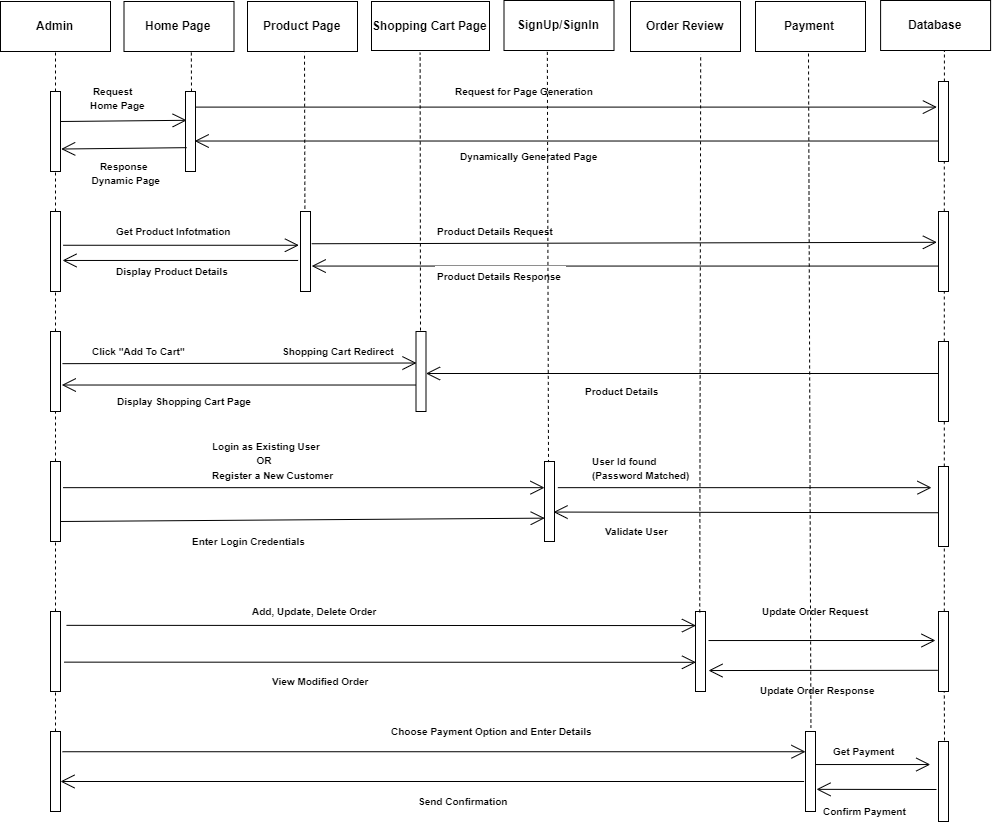 Admin
Home Page
Product Page
Shopping Cart Page
SignUp/SignIn
Order Review
Payment
Database
Request
Home Page
Request for Page Generation
Dynamically Generated Page
Response
Dynamic Page
Get Product Infotmation
Product Details Request
Display Product Details
Product Details Response
Click "Add To Cart"
Shopping Cart Redirect
Product Details
Display Shopping Cart Page
Login as Existing User
OR
Register a New Customer
User Id found
(Password Matched)
Enter Login Credentials
Validate User
Add, Update, Delete Order
Update Order Request
View Modified Order
Update Order Response
Choose Payment Option and Enter Details
Get Payment
Send Confirmation
Confirm Payment